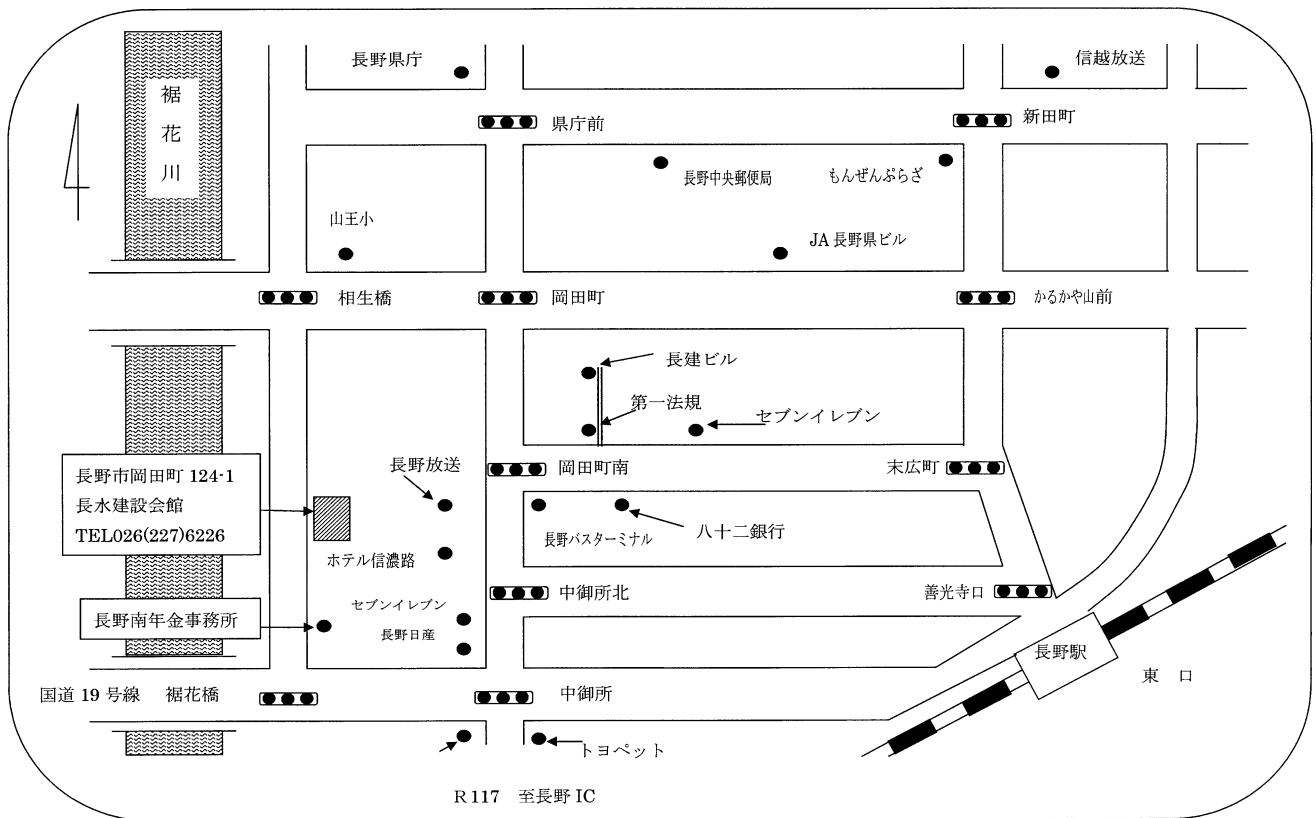 長野県庁
信越放送
裾花川
県庁前
新田町
長野中央郵便局
もんぜんぷらざ
山王小
JA長野県ビル
相生橋
岡田町
かるかや山前
長建ビル
第一法規
セブンイレブン
長野市岡田町 124-1
長水建設会館
TEL026(227)6226
長野放送
岡田町南
末広町
長野バスターミナル
八十二銀行
ホテル信濃路
中御所北
善光寺口
セブンイレブン
長野南年金事務所
長野日産
長野駅
東 口
国道 19 号線 裾花橋
中御所
トヨペット
R117 至長野 IC